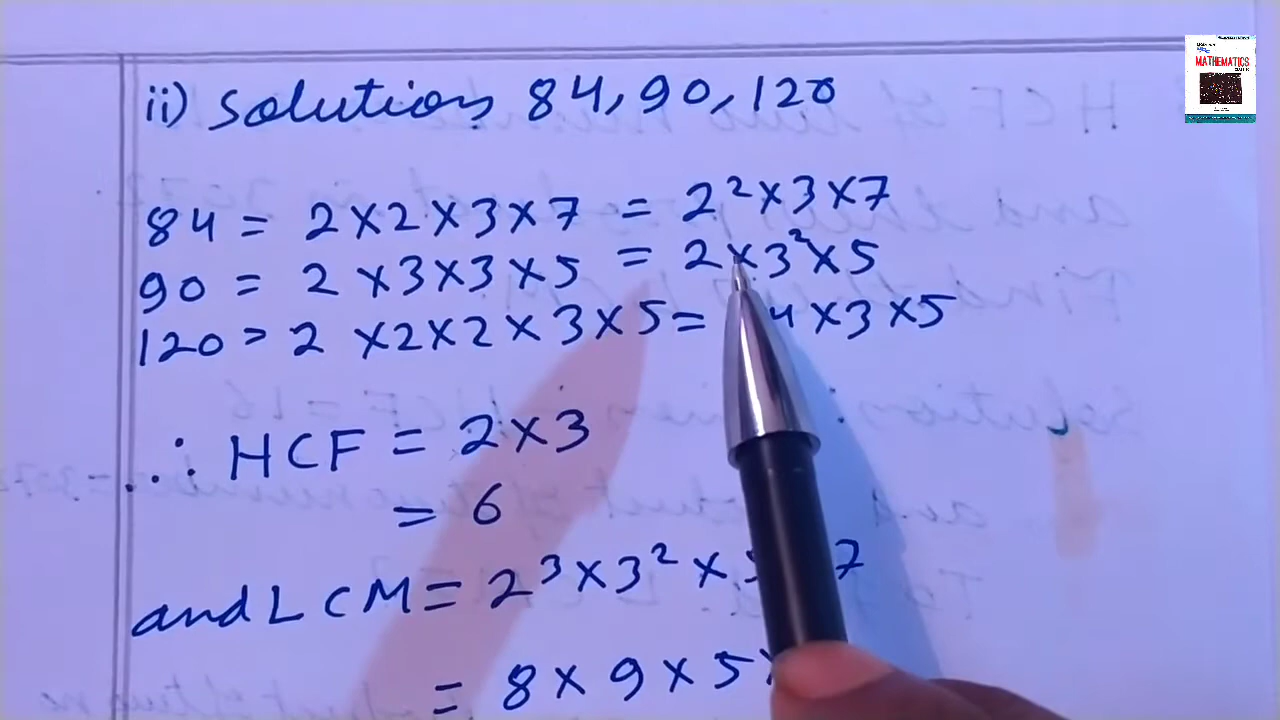 ii) Solution 84, 90, 120
84 = 2×2×3×7 = 2²×3×7
90 = 2×3×3×5 = 2×3²×5
120 = 2×2×2×3×5 = 4×3×5
∴ HCF = 2×3
= 6
and LCM = 2³×3²× 7
= 8×9×5×
MATHEMATICS